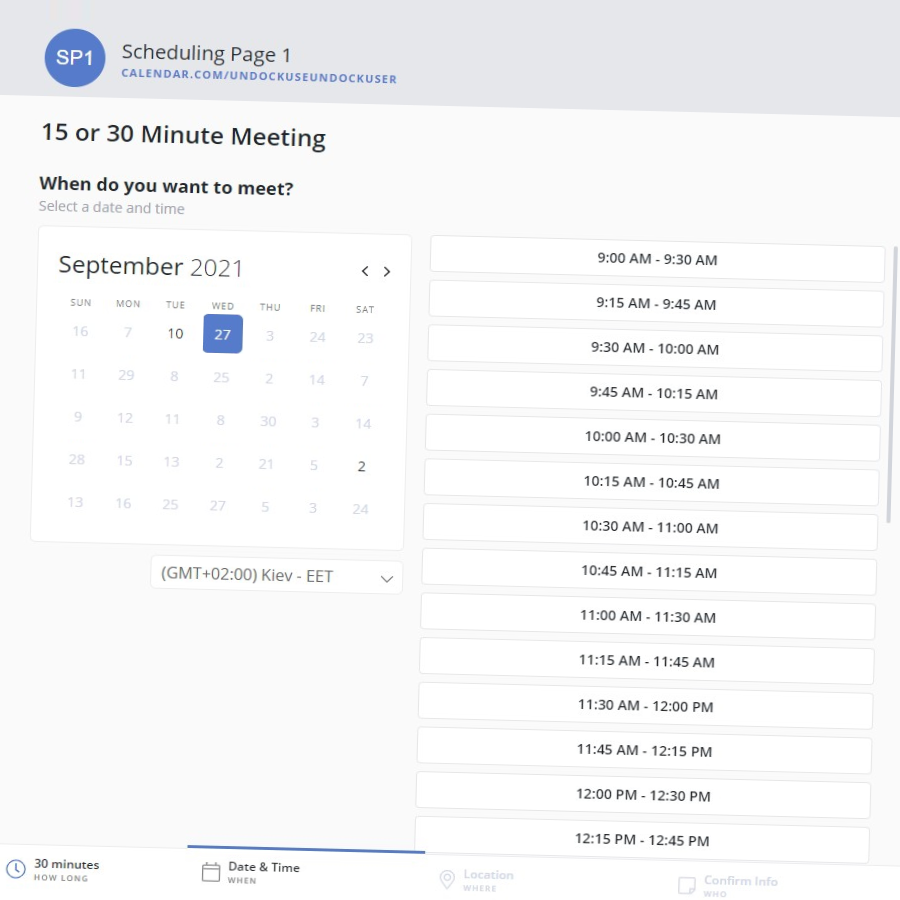 SP1
Scheduling Page 1
CALENDAR.COM/UNDOCKUSEUNDOCKUSER
15 or 30 Minute Meeting
When do you want to meet?
Select a date and time
September 2021
SUN MON TUE WED THU FRI SAT
16 7 10 27 3 24 23
11 29 8 25 2 14 7
9 12 11 8 30 3 14
28 15 13 2 21 5 2
13 16 25 27 5 3 24
(GMT+02:00) Kiev - EET
9:00 AM - 9:30 AM
9:15 AM - 9:45 AM
9:30 AM - 10:00 AM
9:45 AM - 10:15 AM
10:00 AM - 10:30 AM
10:15 AM - 10:45 AM
10:30 AM - 11:00 AM
10:45 AM - 11:15 AM
11:00 AM - 11:30 AM
11:15 AM - 11:45 AM
11:30 AM - 12:00 PM
11:45 AM - 12:15 PM
12:00 PM - 12:30 PM
12:15 PM - 12:45 PM
30 minutes
HOW LONG
Date & Time
WHEN
Location
WHERE
Confirm Info
WHO